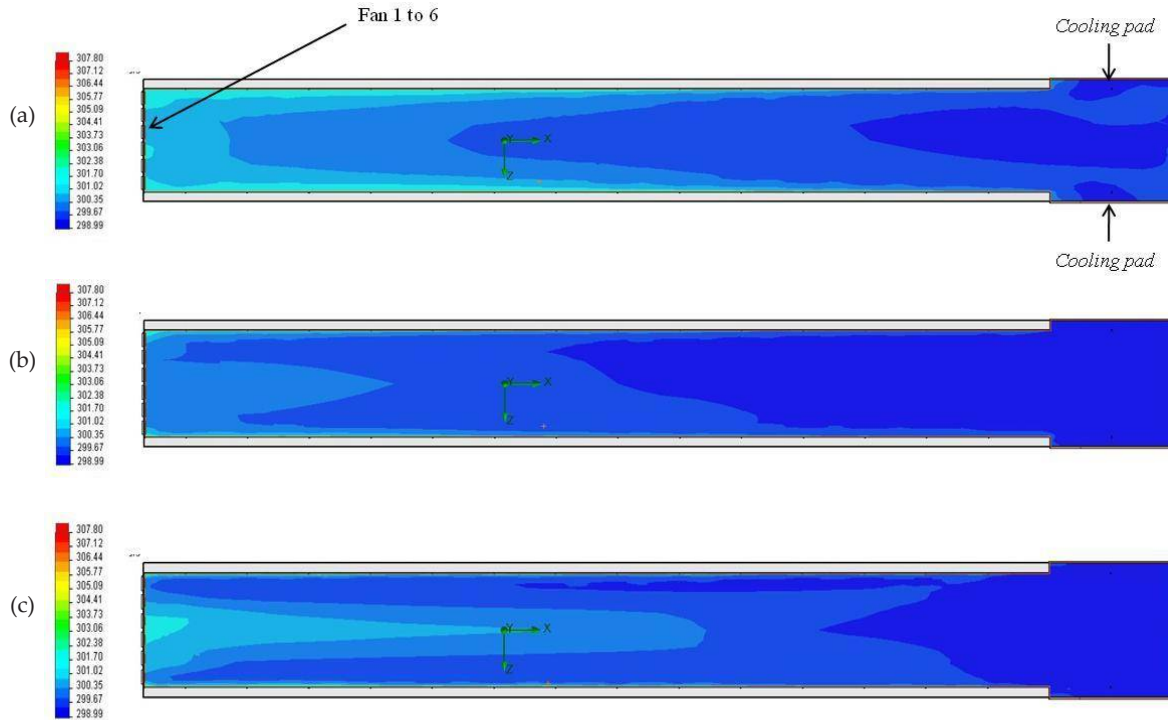 Fan 1 to 6
Cooling pad
(a)
307.80
307.12
306.44
305.77
305.09
304.41
303.73
303.06
302.38
301.70
301.02
300.35
299.67
298.99
Y
X
Z
Cooling pad
(b)
307.80
307.12
306.44
305.77
305.09
304.41
303.73
303.06
302.38
301.70
301.02
300.35
299.67
298.99
Y
X
Z
(c)
307.80
307.12
306.44
305.77
305.09
304.41
303.73
303.06
302.38
301.70
301.02
300.35
299.67
298.99
Y
X
Z